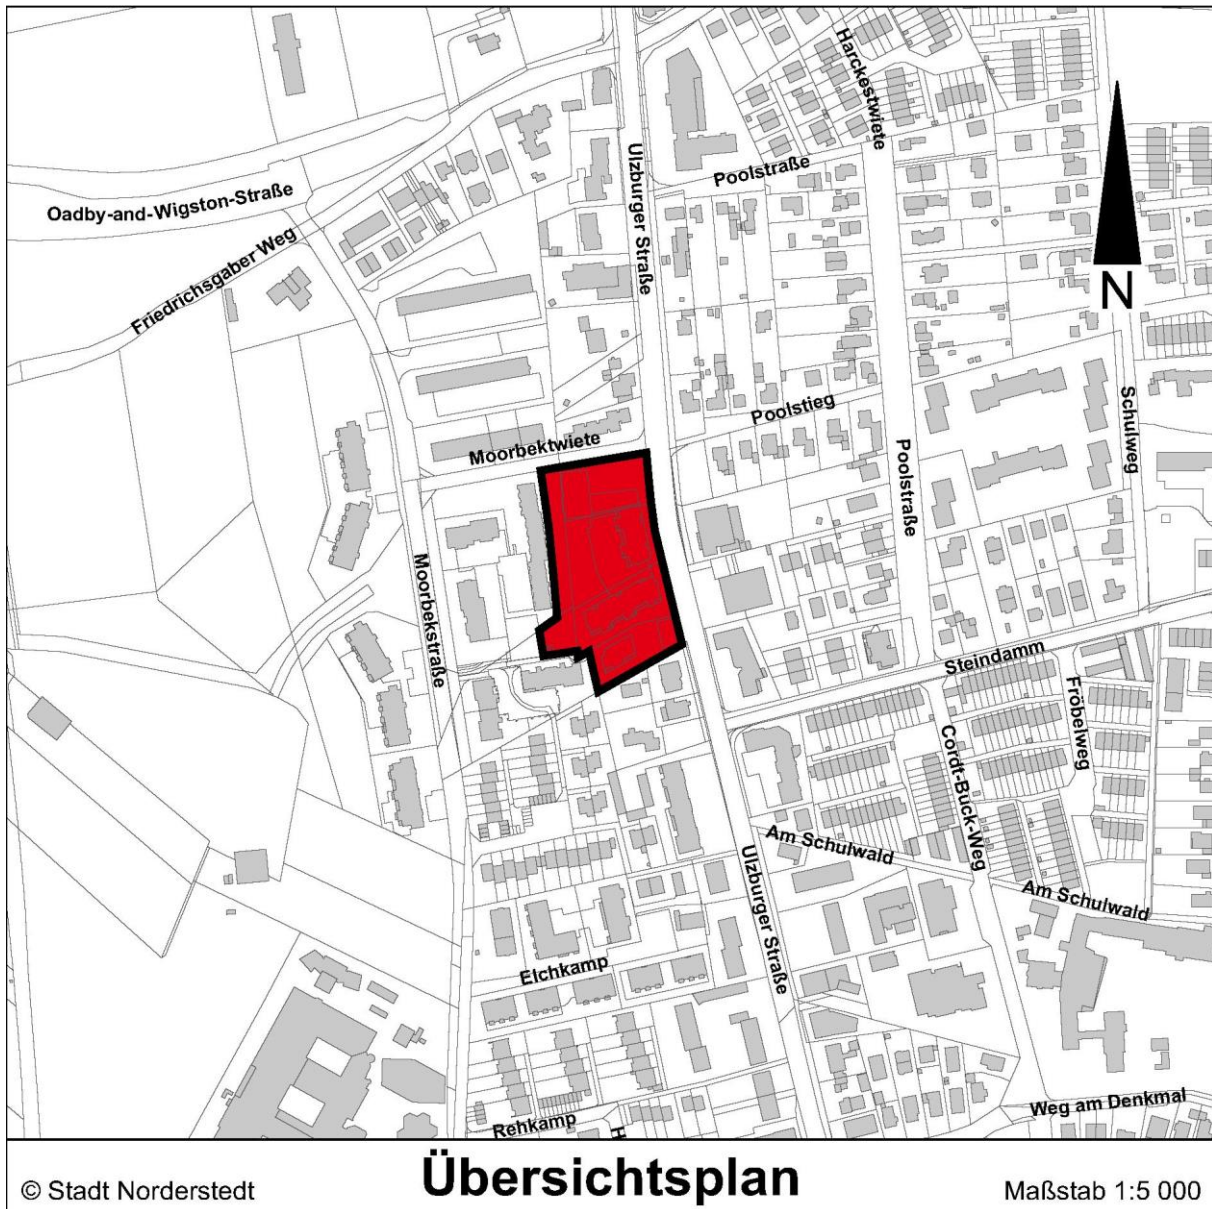 Harckestwiete
Ulzburger Straße
Poolstraße
Oadby-and-Wigston-Straße
Friedrichsgaber Weg
N
Schulweg
Poolstieg
Moorbektwiete
Poolstraße
Moorbekstraße
Steindamm
Fröbelweg
Cordt-Buck-Weg
Am Schulwald
Ulzburger Straße
Am Schulwald
Elchkamp
Weg am Denkmal
Rehkamp
H
© Stadt Norderstedt
Übersichtsplan
Maßstab 1:5 000